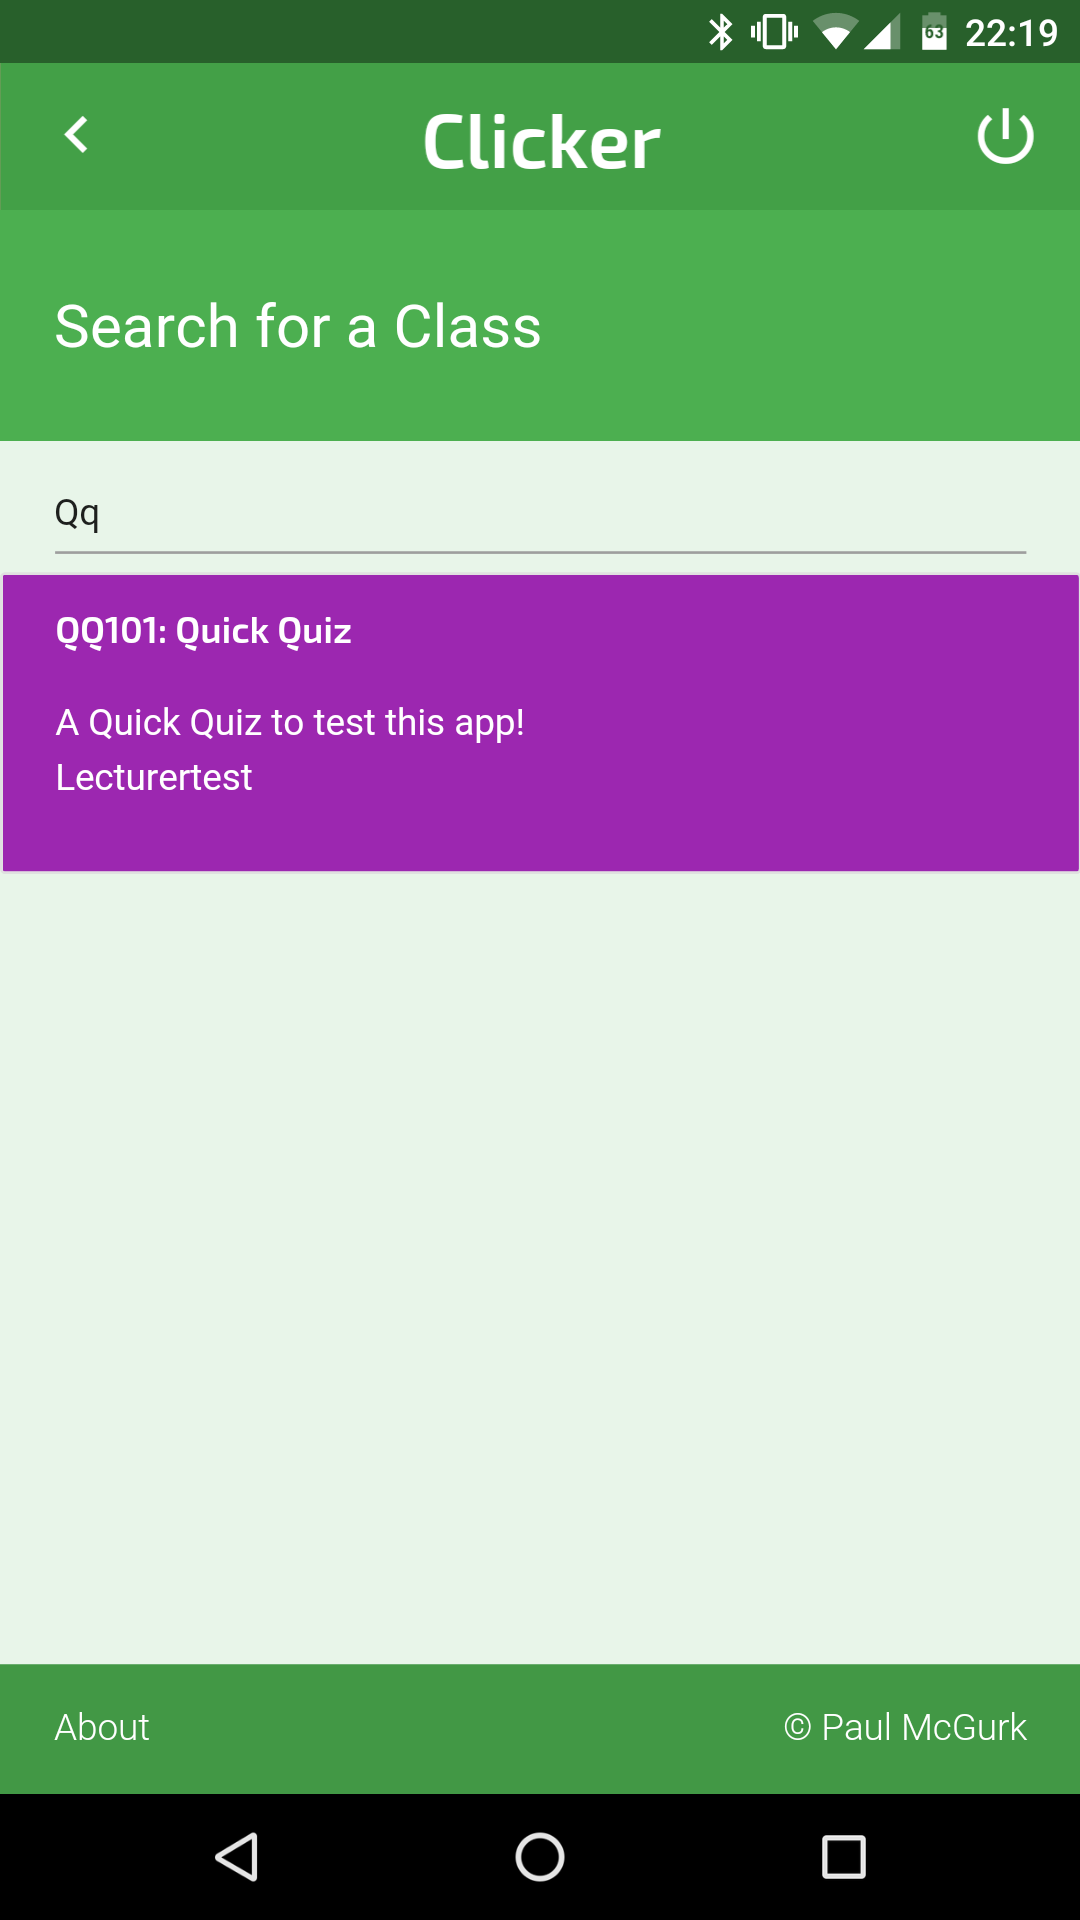 63 22:19
Clicker
Search for a Class
Qq
QQ101: Quick Quiz
A Quick Quiz to test this app!
Lecturertest
About © Paul McGurk